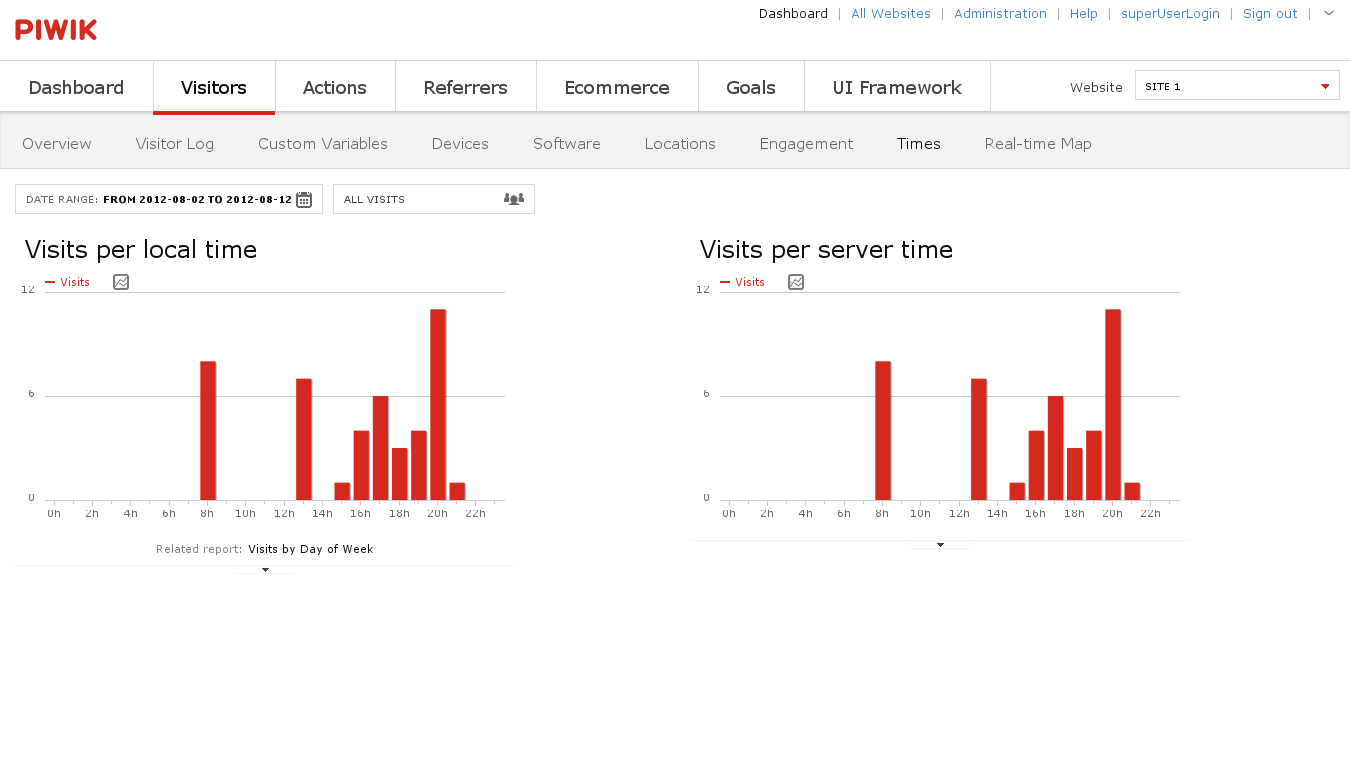 PIWIK
Dashboard | All Websites | Administration | Help | superUserLogin | Sign out |
Dashboard Visitors Actions Referrers Ecommerce Goals UI Framework Website SITE 1
Overview Visitor Log Custom Variables Devices Software Locations Engagement Times Real-time Map
DATE RANGE: FROM 2012-08-02 TO 2012-08-12 ALL VISITS
Visits per local time
Visits
12
6
0
0h 2h 4h 6h 8h 10h 12h 14h 16h 18h 20h 22h
Related report: Visits by Day of Week
Visits per server time
Visits
12
6
0
0h 2h 4h 6h 8h 10h 12h 14h 16h 18h 20h 22h